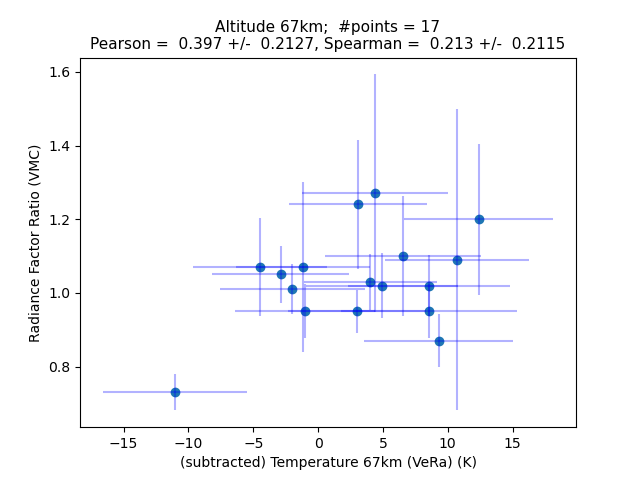 Altitude 67km;  #points = 17
Pearson =  0.397 +/-  0.2127, Spearman =  0.213 +/-  0.2115
Radiance Factor Ratio (VMC)
1.6
1.4
1.2
1.0
0.8
−15 −10 −5 0 5 10 15
(subtracted) Temperature 67km (VeRa) (K)